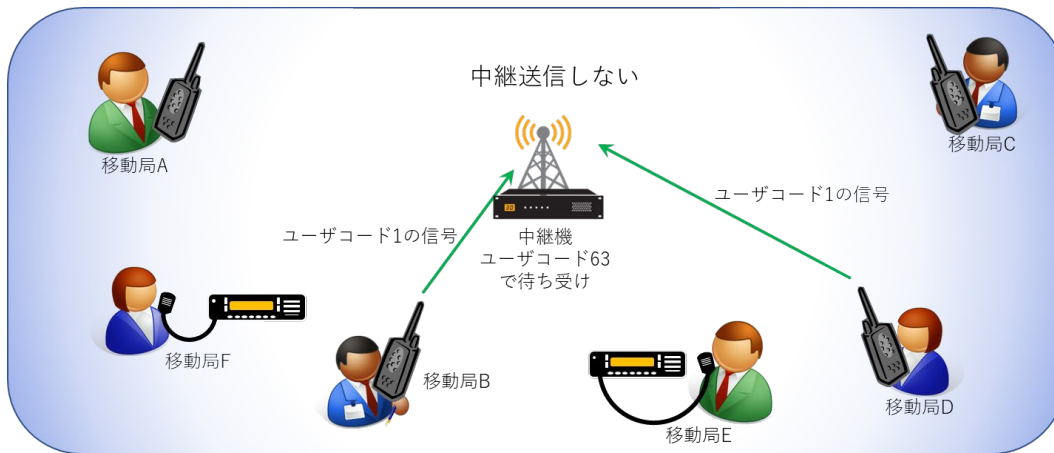 中継送信しない
移動局A
移動局C
ユーザコード1の信号
ユーザコード1の信号
中継機
ユーザコード63
で待ち受け
移動局F
移動局B
移動局E
移動局D